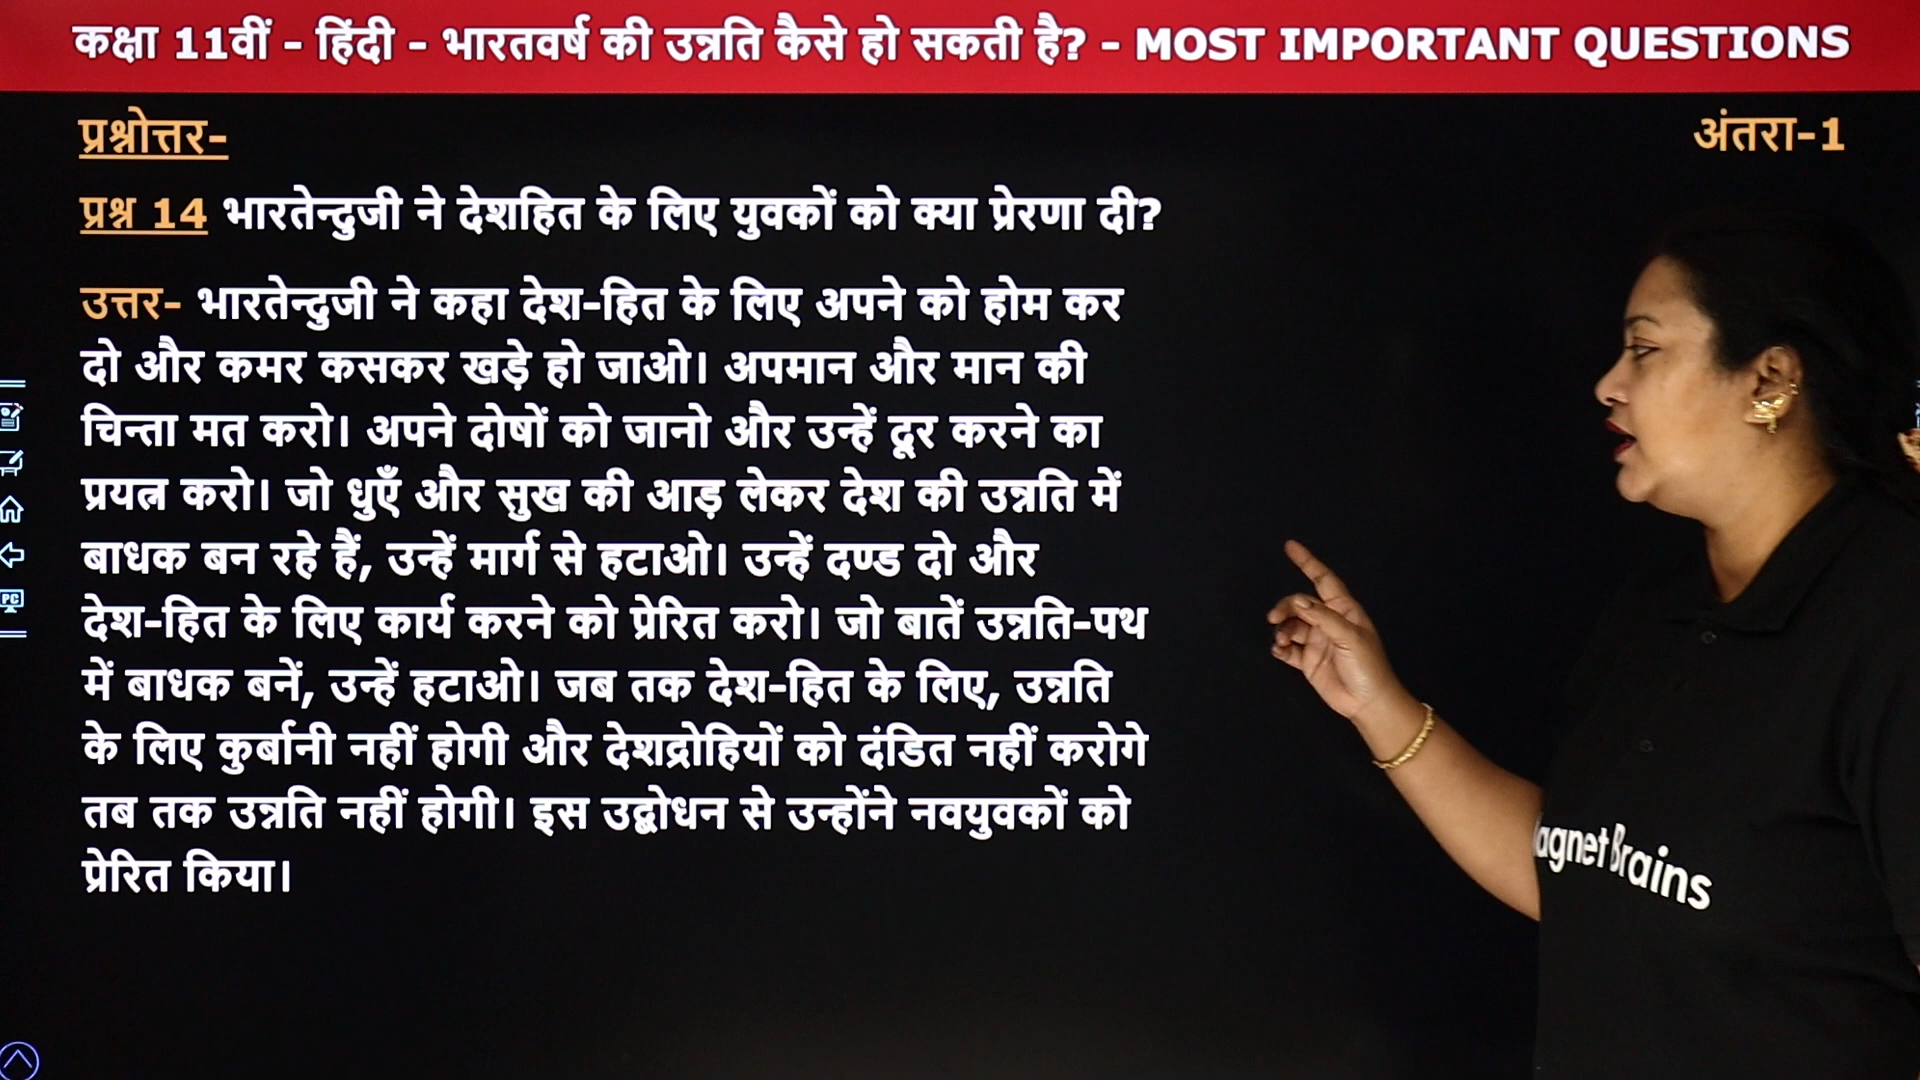 कक्षा 11वीं - हिंदी - भारतवर्ष की उन्नति कैसे हो सकती है? - MOST IMPORTANT QUESTIONS
प्रश्नोत्तर-
अंतरा-1
प्रश्न 14 भारतेन्दुजी ने देशहित के लिए युवकों को क्या प्रेरणा दी?
उत्तर- भारतेन्दुजी ने कहा देश-हित के लिए अपने को होम कर
दो और कमर कसकर खड़े हो जाओ। अपमान और मान की
चिन्ता मत करो। अपने दोषों को जानो और उन्हें दूर करने का
प्रयत्न करो। जो धुएँ और सुख की आड़ लेकर देश की उन्नति में
बाधक बन रहे हैं, उन्हें मार्ग से हटाओ। उन्हें दण्ड दो और
देश-हित के लिए कार्य करने को प्रेरित करो। जो बातें उन्नति-पथ
में बाधक बनें, उन्हें हटाओ। जब तक देश-हित के लिए, उन्नति
के लिए कुर्बानी नहीं होगी और देशद्रोहियों को दंडित नहीं करोगे
तब तक उन्नति नहीं होगी। इस उद्बोधन से उन्होंने नवयुवकों को
प्रेरित किया।
PC
agnet Brains